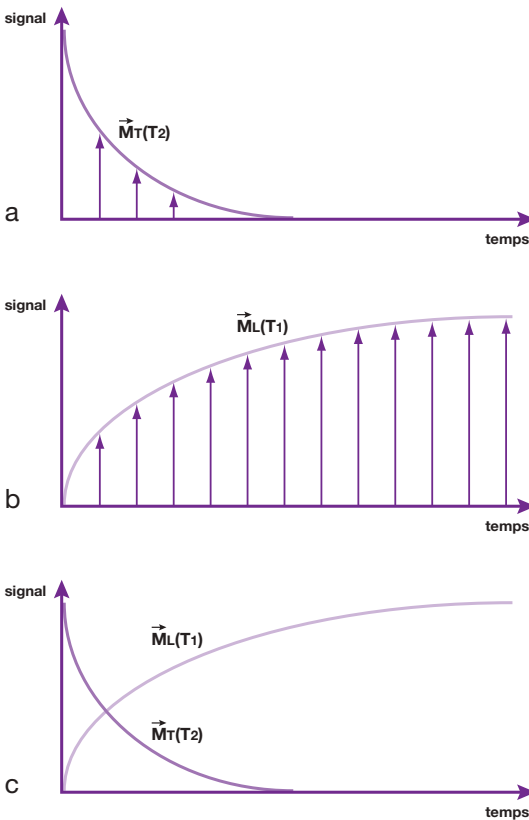 signal
M⃗T(T2)
a
temps
signal
M⃗L(T1)
b
temps
signal
M⃗L(T1)
M⃗T(T2)
c
temps